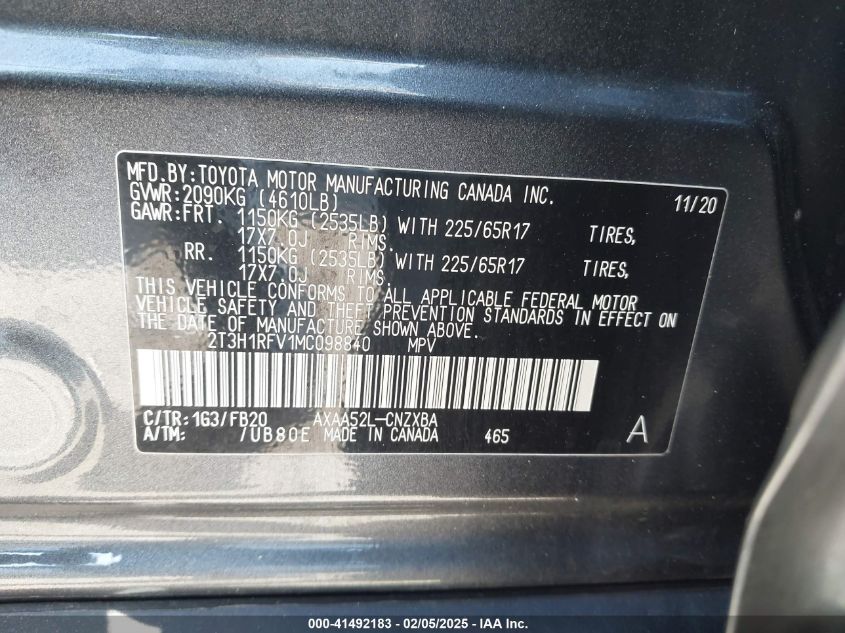 MFD.BY:TOYOTA MOTOR MANUFACTURING CANADA INC. 11/20
GVWR:2090KG (4610LB)
GAWR:FRT. 1150KG (2535LB) WITH 225/65R17 TIRES,
17X7.0J RIMS.
RR. 1150KG (2535LB) WITH 225/65R17 TIRES,
17X7.0J RIMS.
THIS VEHICLE CONFORMS TO ALL APPLICABLE FEDERAL MOTOR
VEHICLE SAFETY AND THEFT PREVENTION STANDARDS IN EFFECT ON
THE DATE OF MANUFACTURE SHOWN ABOVE.
2T3H1RFV1MC098840 MPV
C/TR:1G3/FB20 AXAA52L-CNZXBA
A/TM: /UB80E MADE IN CANADA 465 A
000-41492183 - 02/05/2025 - IAA Inc.